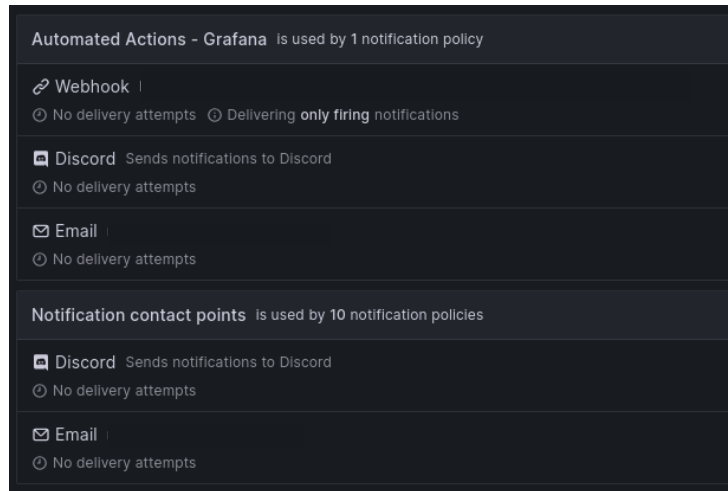 Automated Actions - Grafana is used by 1 notification policy
Webhook
No delivery attempts Delivering only firing notifications
Discord Sends notifications to Discord
No delivery attempts
Email
No delivery attempts
Notification contact points is used by 10 notification policies
Discord Sends notifications to Discord
No delivery attempts
Email
No delivery attempts